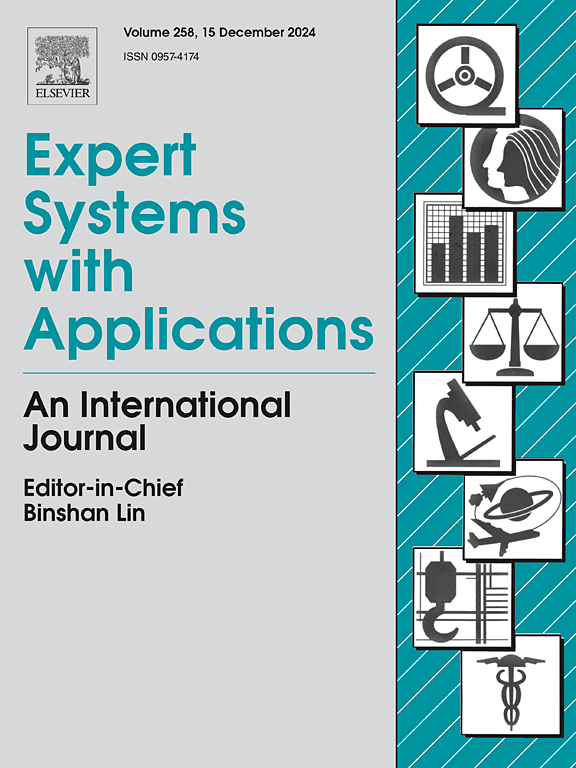 Volume 258, 15 December 2024
ISSN 0957-4174
ELSEVIER
Expert
Systems
with
Applications
An International
Journal
Editor-in-Chief
Binshan Lin